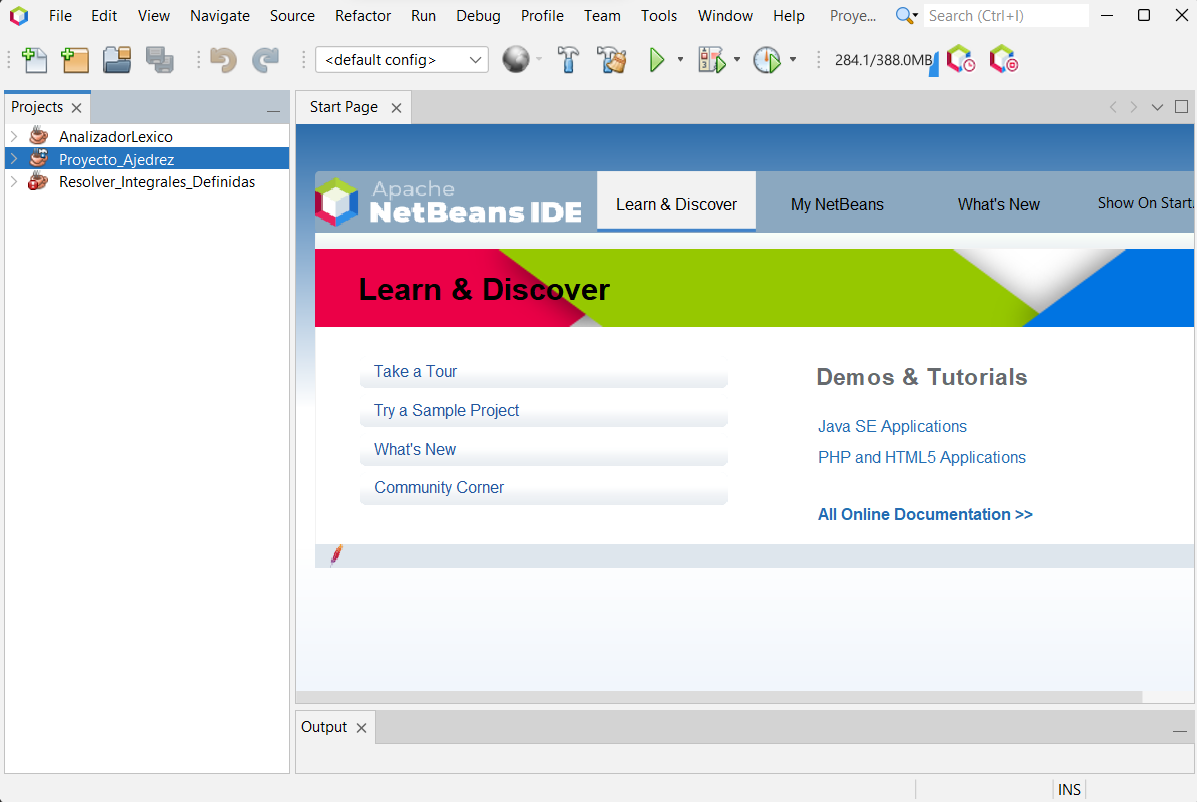 File Edit View Navigate Source Refactor Run Debug Profile Team Tools Window Help Proye... Search (Ctrl+I)
<default config> 284.1/388.0MB
Projects
AnalizadorLexico
Proyecto_Ajedrez
Resolver_Integrales_Definidas
Start Page
Apache
NetBeans IDE
Learn & Discover My NetBeans What's New Show On Start
Learn & Discover
Take a Tour
Try a Sample Project
What's New
Community Corner
Demos & Tutorials
Java SE Applications
PHP and HTML5 Applications
All Online Documentation >>
Output
INS